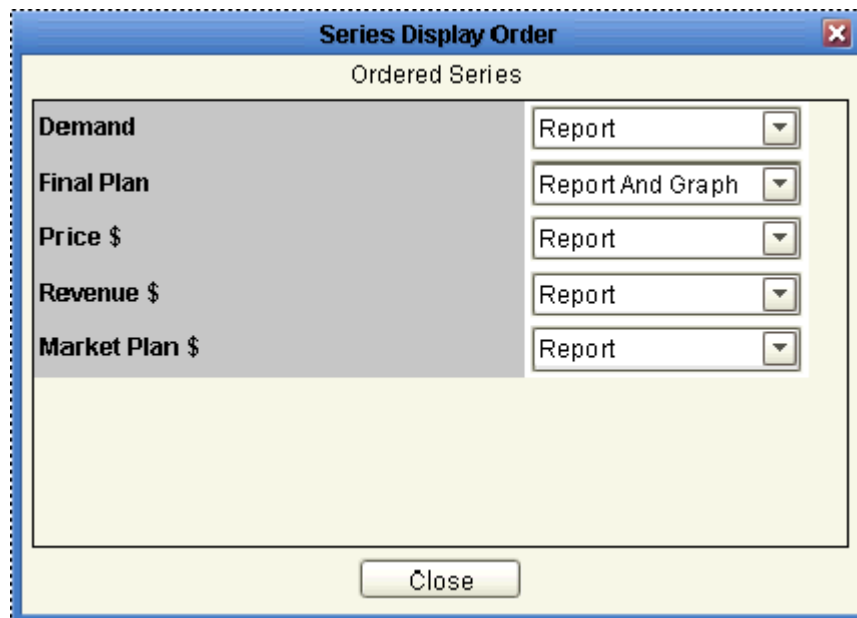 Series Display Order
Ordered Series
Demand Report
Final Plan Report And Graph
Price $ Report
Revenue $ Report
Market Plan $ Report
Close